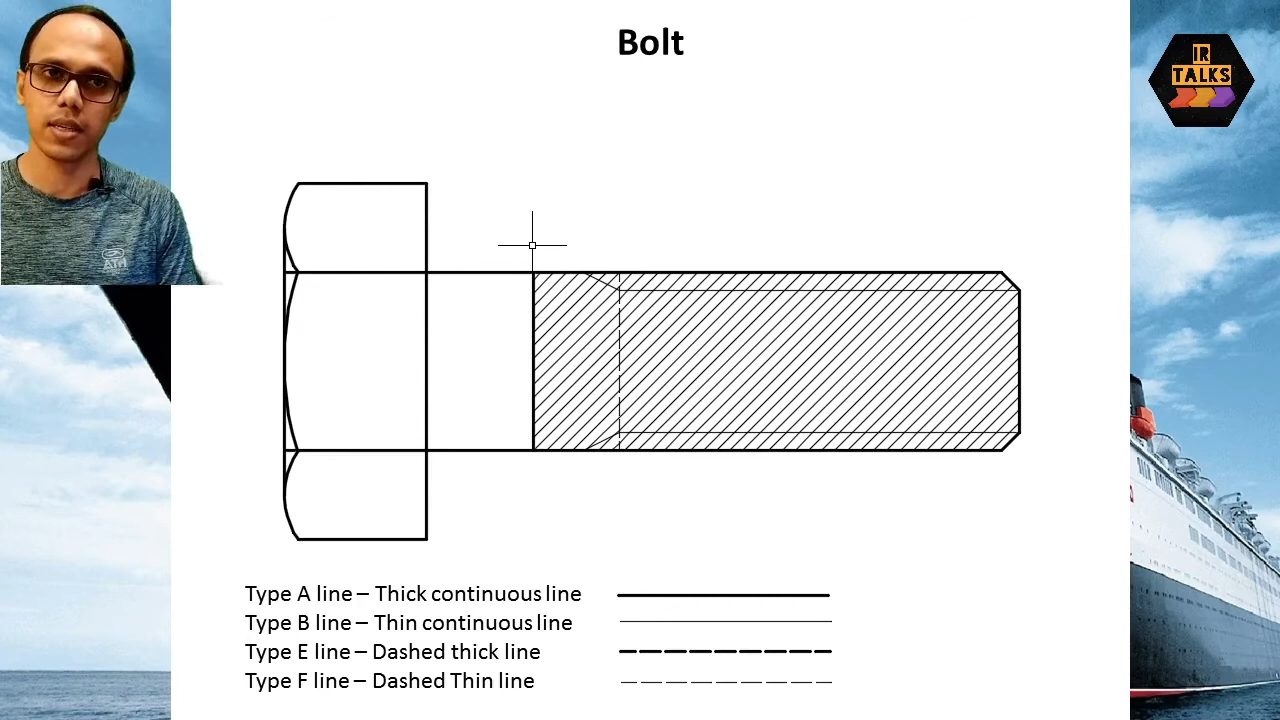 Bolt
IR
TALKS
ATH
Type A line – Thick continuous line
Type B line – Thin continuous line
Type E line – Dashed thick line
Type F line – Dashed Thin line